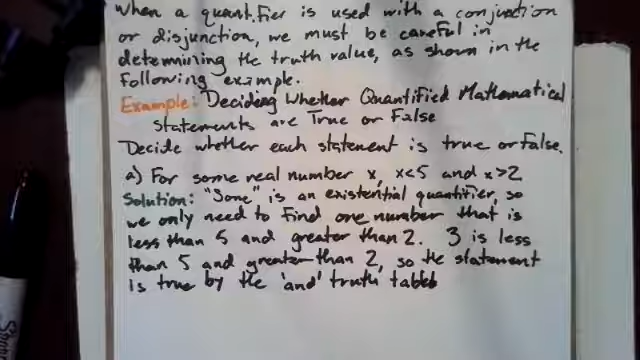 When a quantifier is used with a conjunction
or disjunction, we must be careful in
determining the truth value, as shown in the
following example.
Example: Deciding Whether Quantified Mathematical
Statements are True or False
Decide whether each statement is true or false.
a) For some real number x, x<5 and x>2
Solution: "Some" is an existential quantifier, so
we only need to find one number that is
less than 5 and greater than 2. 3 is less
than 5 and greater than 2, so the statement
is true by the 'and' truth table